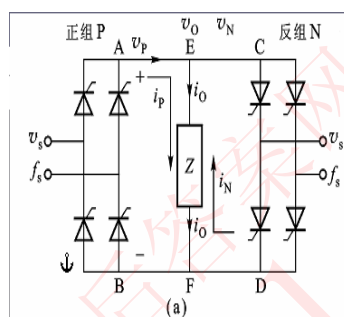 正组 P
v_O
v_N
反组 N
A
v_P
E
C
+
i_P
i_O
v_s
f_s
Z
i_N
v_s
f_s
i_O
−
B
F
D
(a)